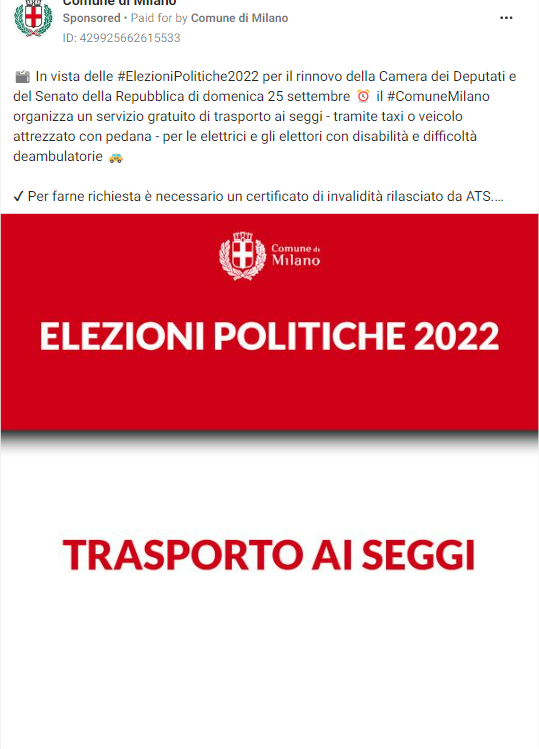 Comune di Milano
Sponsored • Paid for by Comune di Milano
ID: 429925662615533
In vista delle #ElezioniPolitiche2022 per il rinnovo della Camera dei Deputati e
del Senato della Repubblica di domenica 25 settembre ⏰ il #ComuneMilano
organizza un servizio gratuito di trasporto ai seggi - tramite taxi o veicolo
attrezzato con pedana - per le elettrici e gli elettori con disabilità e difficoltà
deambulatorie 🚕
✓ Per farne richiesta è necessario un certificato di invalidità rilasciato da ATS....
Comune di
Milano
ELEZIONI POLITICHE 2022
TRASPORTO AI SEGGI